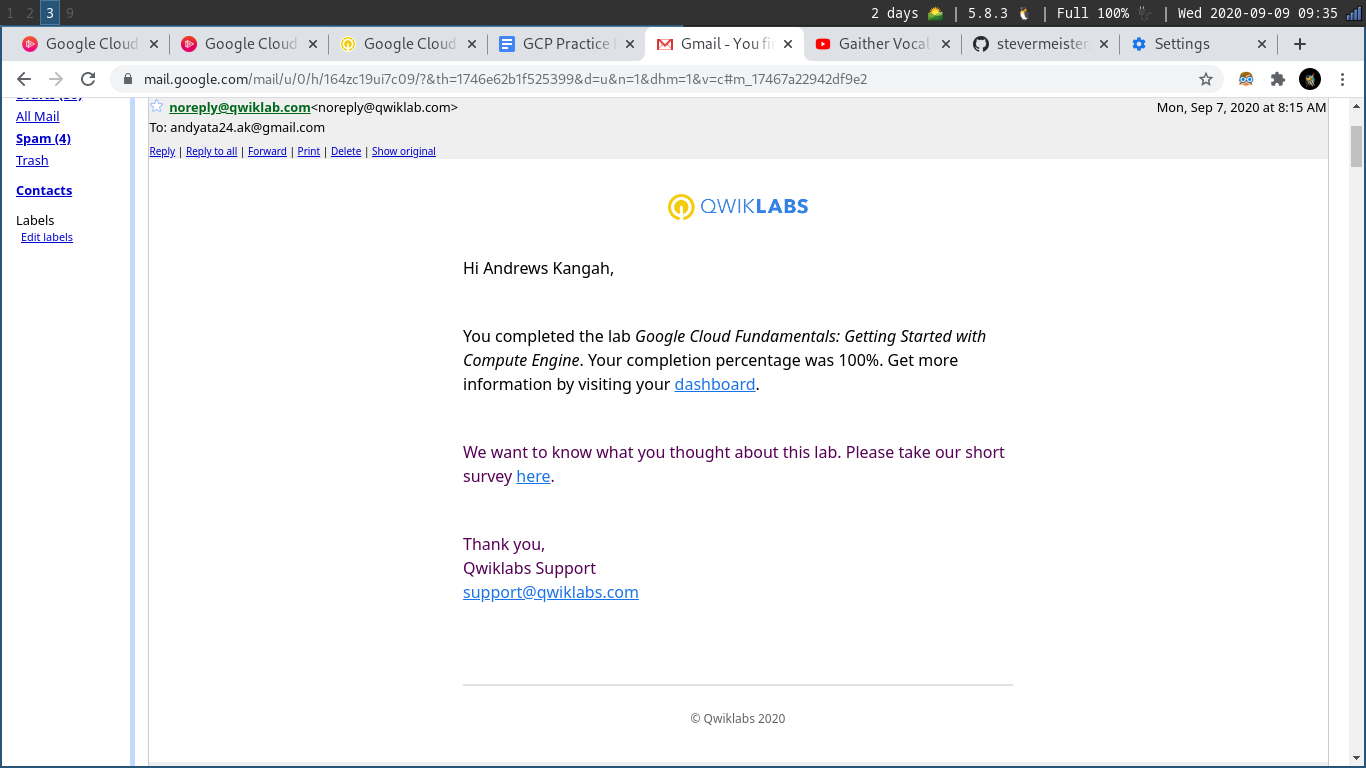 1 2 3 9 2 days | 5.8.3 | Full 100% | Wed 2020-09-09 09:35
Google Cloud Google Cloud Google Cloud GCP Practice Gmail - You fi Gaither Vocal stevermeister Settings
mail.google.com/mail/u/0/h/164zc19ui7c09/?&th=1746e62b1f525399&d=u&n=1&dhm=1&v=c#m_17467a22942df9e2
All Mail
Spam (4)
Trash
Contacts
Labels
Edit labels
noreply@qwiklab.com<noreply@qwiklab.com> Mon, Sep 7, 2020 at 8:15 AM
To: andyata24.ak@gmail.com
Reply | Reply to all | Forward | Print | Delete | Show original
QWIKLABS
Hi Andrews Kangah,
You completed the lab Google Cloud Fundamentals: Getting Started with
Compute Engine. Your completion percentage was 100%. Get more
information by visiting your dashboard.
We want to know what you thought about this lab. Please take our short
survey here.
Thank you,
Qwiklabs Support
support@qwiklabs.com
© Qwiklabs 2020